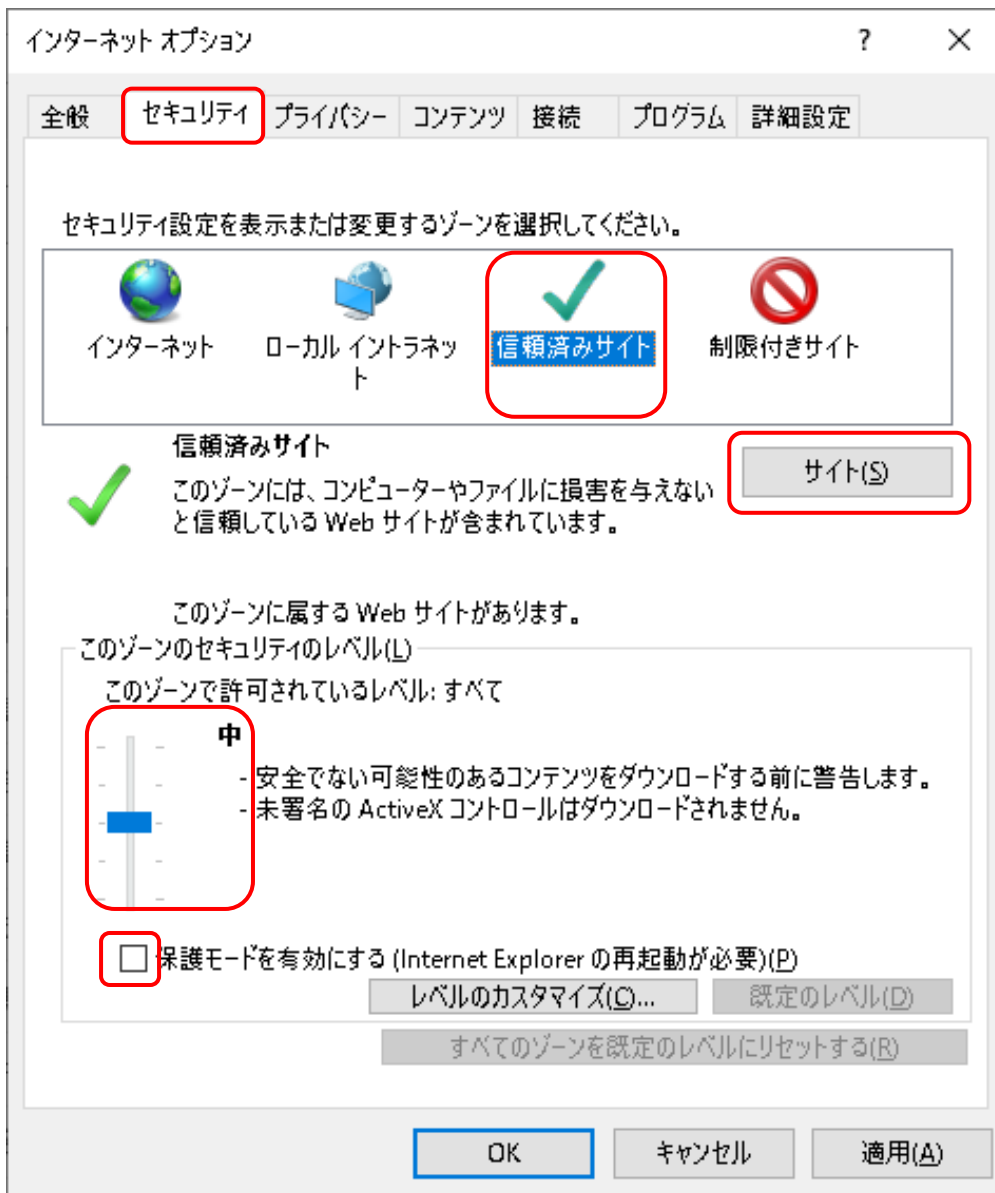 インターネット オプション
?
全般 セキュリティ プライバシー コンテンツ 接続 プログラム 詳細設定
セキュリティ設定を表示または変更するゾーンを選択してください。
インターネット
ローカル イントラネッ
ト
信頼済みサイト
制限付きサイト
信頼済みサイト
サイト(S)
このゾーンには、コンピューターやファイルに損害を与えない
と信頼している Web サイトが含まれています。
このゾーンに属する Web サイトがあります。
このゾーンのセキュリティのレベル(L)
このゾーンで許可されているレベル: すべて
中
- 安全でない可能性のあるコンテンツをダウンロードする前に警告します。
- 未署名の ActiveX コントロールはダウンロードされません。
保護モードを有効にする (Internet Explorer の再起動が必要)(P)
レベルのカスタマイズ(C)... 既定のレベル(D)
すべてのゾーンを既定のレベルにリセットする(R)
OK キャンセル 適用(A)